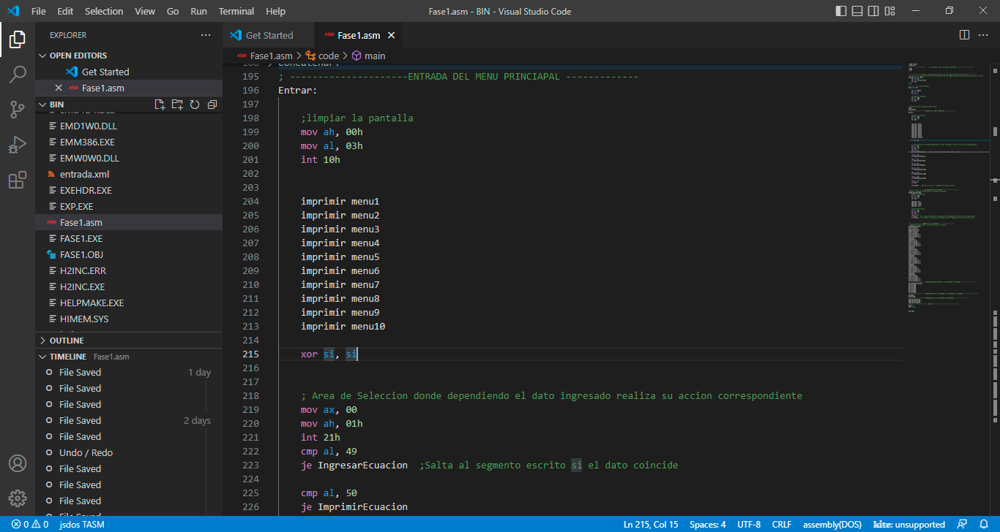 File Edit Selection View Go Run Terminal Help Fase1.asm - BIN - Visual Studio Code
EXPLORER
OPEN EDITORS
Get Started
ASM Fase1.asm
BIN
EMD1W0.DLL
EMM386.EXE
EMW0W0.DLL
entrada.xml
EXEHDR.EXE
EXP.EXE
ASM Fase1.asm
FASE1.EXE
FASE1.OBJ
H2INC.ERR
H2INC.EXE
HELPMAKE.EXE
HIMEM.SYS
OUTLINE
TIMELINE Fase1.asm
File Saved 1 day
File Saved
File Saved
File Saved 2 days
File Saved
Undo / Redo
File Saved
File Saved
File Saved
Get Started ASM Fase1.asm
ASM Fase1.asm > code > main
195 ; ---------------------ENTRADA DEL MENU PRINCIAPAL -------------
196 Entrar:
197
198 ;limpiar la pantalla
199 mov ah, 00h
200 mov al, 03h
201 int 10h
202
203
204 imprimir menu1
205 imprimir menu2
206 imprimir menu3
207 imprimir menu4
208 imprimir menu5
209 imprimir menu6
210 imprimir menu7
211 imprimir menu8
212 imprimir menu9
213 imprimir menu10
214
215 xor si, si
216
217
218 ; Area de Seleccion donde dependiendo el dato ingresado realiza su accion correspondiente
219 mov ax, 00
220 mov ah, 01h
221 int 21h
222 cmp al, 49
223 je IngresarEcuacion ;Salta al segmento escrito si el dato coincide
224
225 cmp al, 50
226 je ImprimirEcuacion
0 0 jsdos TASM Ln 215, Col 15 Spaces: 4 UTF-8 CRLF assembly(DOS) kite: unsupported